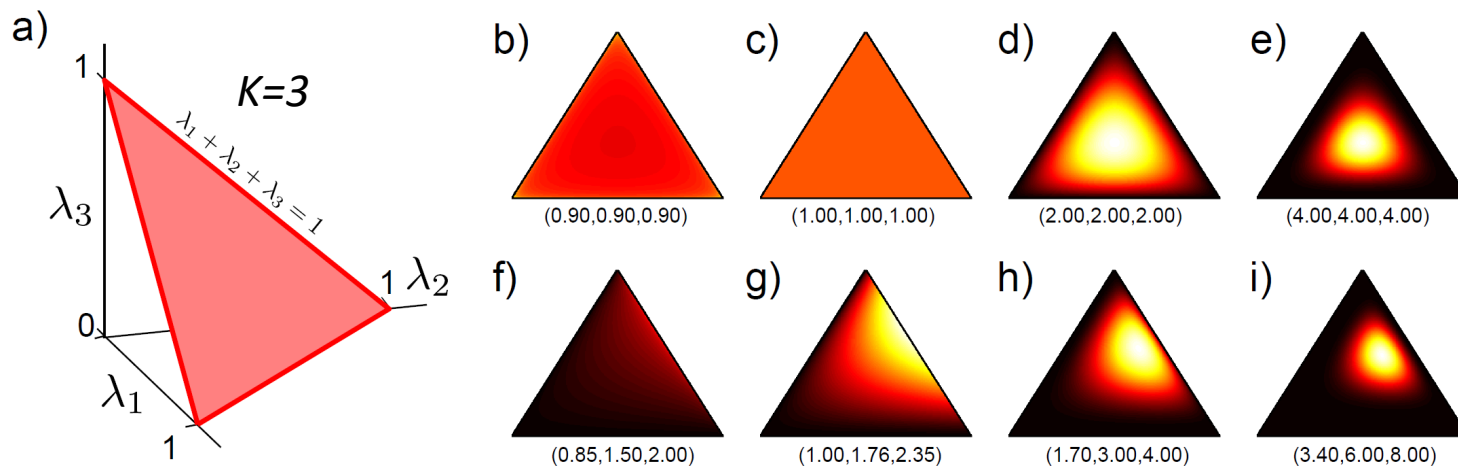 a)
K=3
1
λ₁ + λ₂ + λ₃ = 1
λ₃
1
λ₂
0
λ₁
1
b)
c)
d)
e)
(0.90,0.90,0.90)
(1.00,1.00,1.00)
(2.00,2.00,2.00)
(4.00,4.00,4.00)
f)
g)
h)
i)
(0.85,1.50,2.00)
(1.00,1.76,2.35)
(1.70,3.00,4.00)
(3.40,6.00,8.00)